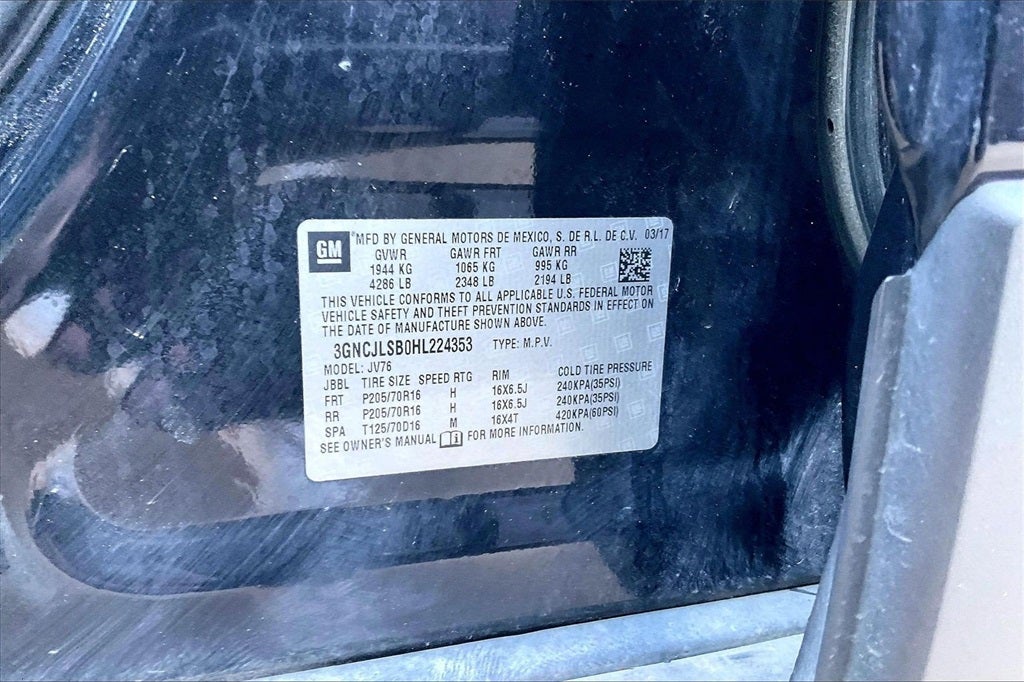 GM ® MFD BY GENERAL MOTORS DE MEXICO, S. DE R.L. DE C.V. 03/17
GVWR GAWR FRT GAWR RR
1944 KG 1065 KG 995 KG
4286 LB 2348 LB 2194 LB
THIS VEHICLE CONFORMS TO ALL APPLICABLE U.S. FEDERAL MOTOR
VEHICLE SAFETY AND THEFT PREVENTION STANDARDS IN EFFECT ON
THE DATE OF MANUFACTURE SHOWN ABOVE.
3GNCJLSB0HL224353 TYPE: M.P.V.
MODEL: JV76
JBBL TIRE SIZE SPEED RTG RIM COLD TIRE PRESSURE
FRT P205/70R16 H 16X6.5J 240KPA(35PSI)
RR P205/70R16 H 16X6.5J 240KPA(35PSI)
SPA T125/70D16 M 16X4T 420KPA(60PSI)
SEE OWNER'S MANUAL i FOR MORE INFORMATION.